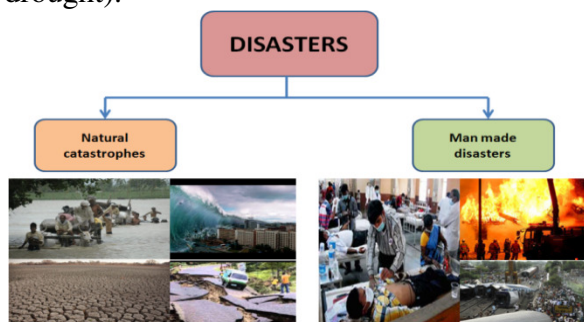 drought).
DISASTERS
Natural
catastrophes
Man made
disasters